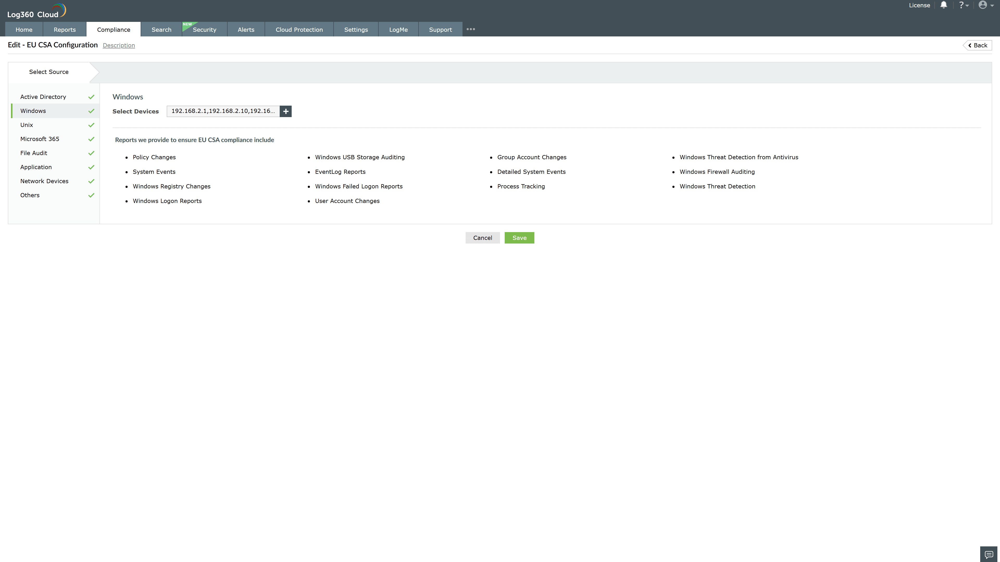 Log360 Cloud
License
?
Home
Reports
Compliance
Search
NEW
Security
Alerts
Cloud Protection
Settings
LogMe
Support
Edit - EU CSA Configuration
Description
Back
Select Source
Active Directory
Windows
Unix
Microsoft 365
File Audit
Application
Network Devices
Others
Windows
Select Devices
192.168.2.1,192.168.2.10,192.16...
Reports we provide to ensure EU CSA compliance include
Policy Changes
Windows USB Storage Auditing
Group Account Changes
Windows Threat Detection from Antivirus
System Events
EventLog Reports
Detailed System Events
Windows Firewall Auditing
Windows Registry Changes
Windows Failed Logon Reports
Process Tracking
Windows Threat Detection
Windows Logon Reports
User Account Changes
Cancel
Save